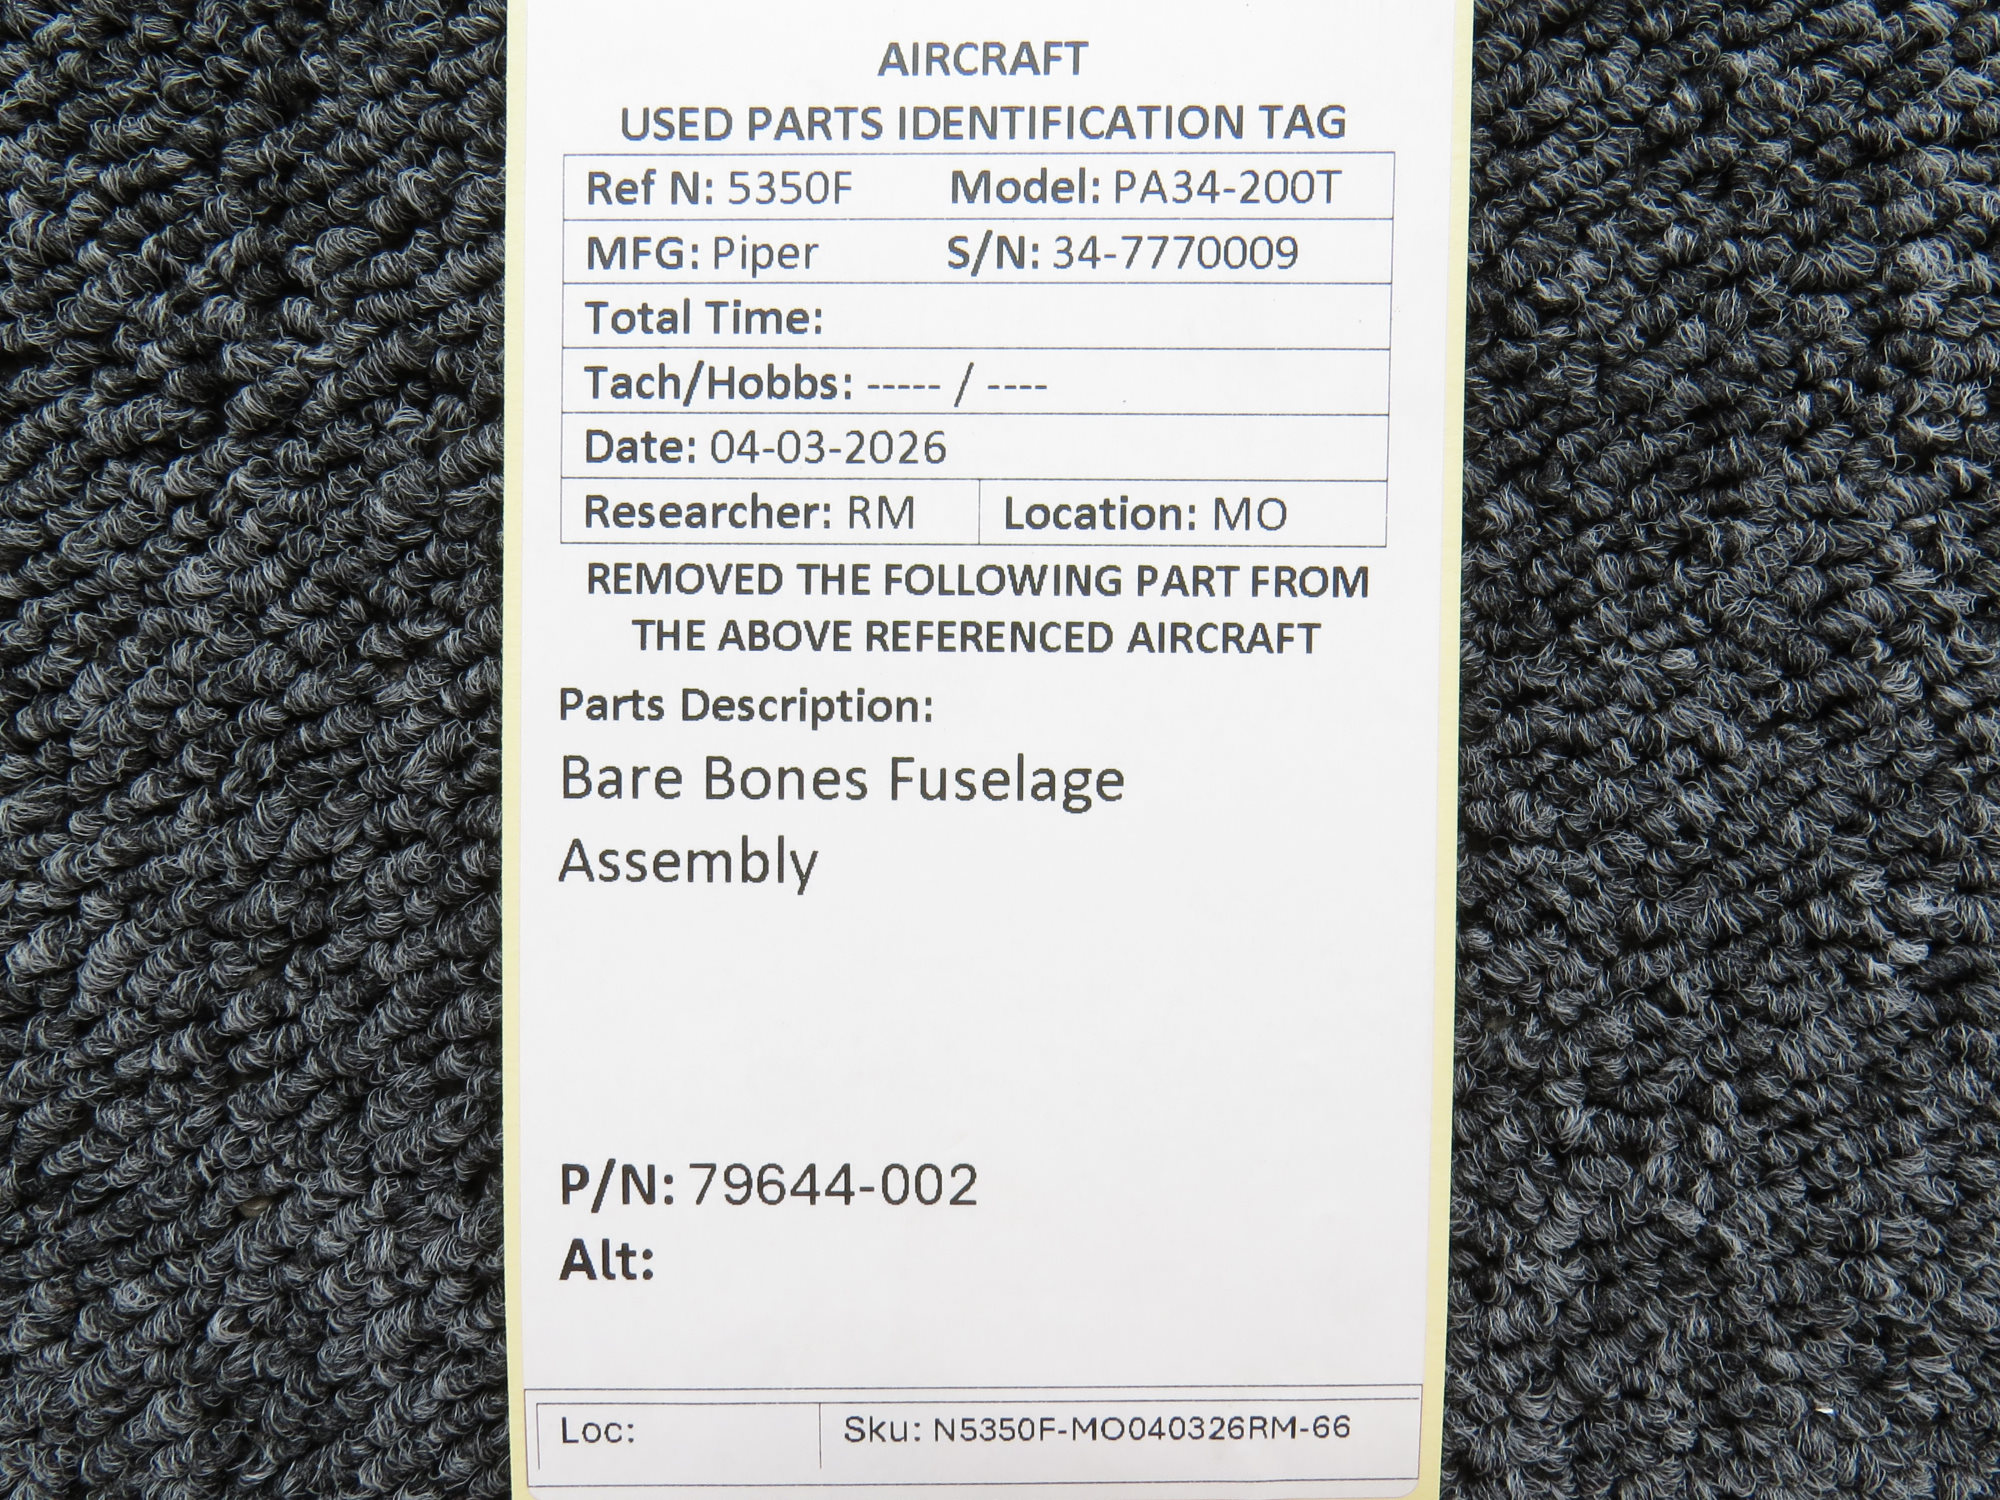 AIRCRAFT
USED PARTS IDENTIFICATION TAG
Ref N: 5350F Model: PA34-200T
MFG: Piper S/N: 34-7770009
Total Time:
Tach/Hobbs: ----- / ----
Date: 04-03-2026
Researcher: RM Location: MO
REMOVED THE FOLLOWING PART FROM
THE ABOVE REFERENCED AIRCRAFT
Parts Description:
Bare Bones Fuselage
Assembly
P/N: 79644-002
Alt:
Loc: Sku: N5350F-MO040326RM-66